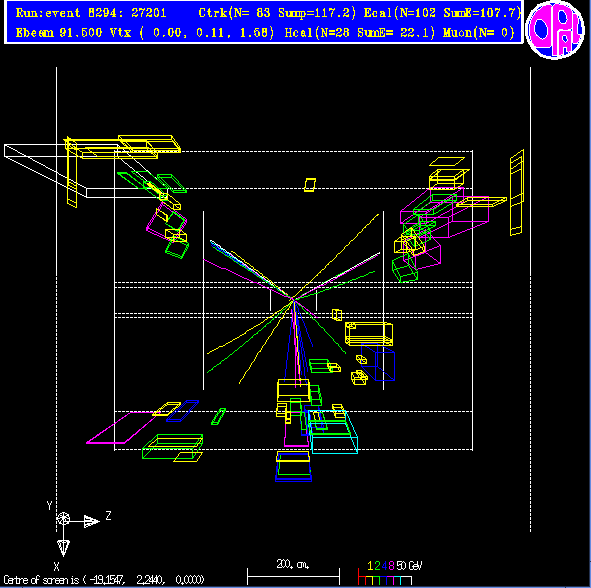 Run:event 8294: 27201 Ctrk(N= 63 Sump=117.2) Ecal(N=102 SumE=107.7)
Ebeam 91.500 Vtx ( 0.00, 0.11, 1.68) Hcal(N=28 SumE= 22.1) Muon(N= 0)
OPAL
Y
Z
X
200. cm.
1 2 4 8 50 GeV
Centre of screen is ( -19.1547, 2.2440, 0.0000)